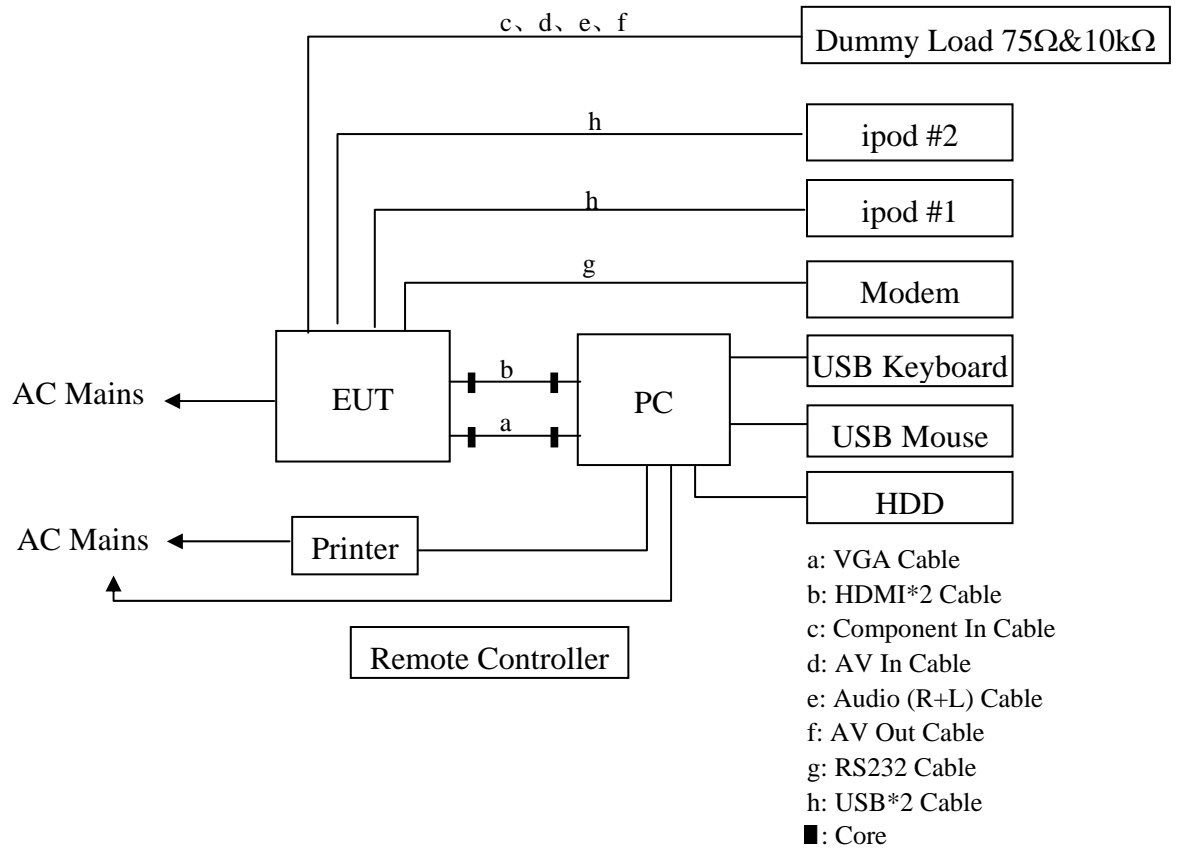 c、d、e、f
Dummy Load 75Ω&10kΩ
h
ipod #2
h
ipod #1
g
Modem
AC Mains
EUT
b
a
PC
USB Keyboard
USB Mouse
HDD
AC Mains
Printer
Remote Controller
a: VGA Cable
b: HDMI*2 Cable
c: Component In Cable
d: AV In Cable
e: Audio (R+L) Cable
f: AV Out Cable
g: RS232 Cable
h: USB*2 Cable
: Core